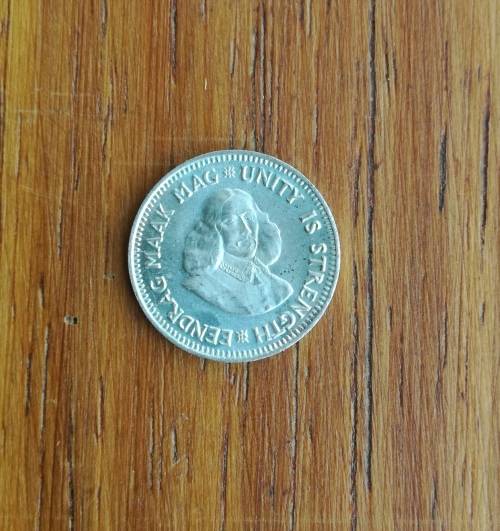 EENDRAG MAAK MAG * UNITY IS STRENGTH *